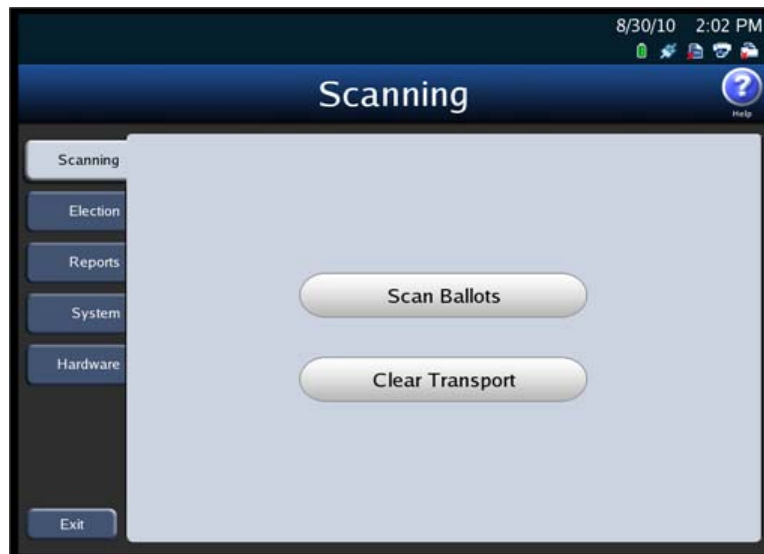 8/30/10 2:02 PM
Scanning
Help
Scanning
Election
Reports
System
Hardware
Scan Ballots
Clear Transport
Exit